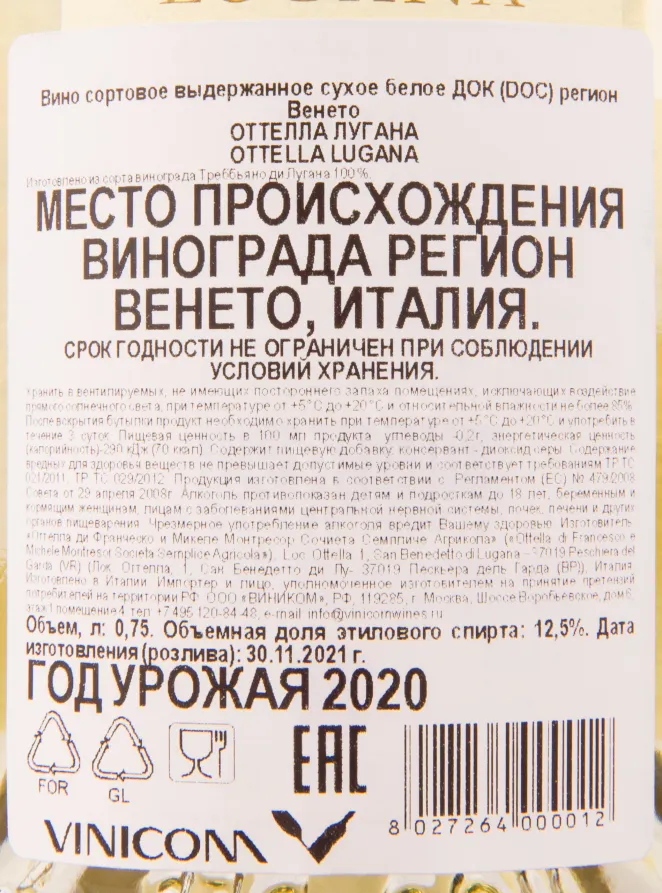 Вино сортовое выдержанное сухое белое ДОК (DOC) регион
Венето
ОТТЕЛЛА ЛУГАНА
OTTELLA LUGANA
Изготовлено из сорта винограда Треббьяно ди Лугана 100%.
МЕСТО ПРОИСХОЖДЕНИЯ
ВИНОГРАДА РЕГИОН
ВЕНЕТО, ИТАЛИЯ.
СРОК ГОДНОСТИ НЕ ОГРАНИЧЕН ПРИ СОБЛЮДЕНИИ
УСЛОВИЙ ХРАНЕНИЯ.
Хранить в вентилируемых, не имеющих постороннего запаха помещениях, исключающих воздействие
прямого солнечного света, при температуре от +5°С до +20°С и относительной влажности не более 85%.
После вскрытия бутылки продукт необходимо хранить при температуре от +5°С до +20°С и употребить в
течение 3 суток. Пищевая ценность в 100 мл продукта: углеводы -0,2г, энергетическая ценность
(калорийность)-290 кДж (70 ккал). Содержит пищевую добавку: консервант - диоксид серы. Содержание
вредных для здоровья веществ не превышает допустимые уровни и соответствует требованиям ТР ТС
021/2011, ТР ТС 029/2012. Продукция изготовлена в соответствии с Регламентом (ЕС) № 479/2008
Совета от 29 апреля 2008г. Алкоголь противопоказан детям и подросткам до 18 лет, беременным и
кормящим женщинам, лицам с заболеваниями центральной нервной системы, почек, печени и других
органов пищеварения. Чрезмерное употребление алкоголя вредит Вашему здоровью. Изготовитель:
«Оттелла ди Франческо и Микеле Монтресор Сочиета Семпличе Агрикола» («Ottella di Francesco e
Michele Montresor Societa Semplice Agricola»). Loc. Ottella 1, San Benedetto di Lugana - 37019 Peschiera del
Garda (VR) (Лок. Оттелла, 1, Сан Бенедетто ди Лу- 37019 Пескьера дель Гарда (ВР)), Италия.
Изготовлено в Италии. Импортер и лицо, уполномоченное изготовителем на принятие претензий
потребителей на территории РФ: ООО «ВИНИКОМ», РФ, 119285, г. Москва, Шоссе Воробьевское, дом 6,
этаж 1 помещение 4 тел. +7 495 120-84-48, e-mail: info@vinicomwines.ru
Объем, л: 0,75. Объемная доля этилового спирта: 12,5%. Дата
изготовления (розлива): 30.11.2021 г.
ГОД УРОЖАЯ 2020
FOR
GL
EAC
VINICOM
8 027264 000012